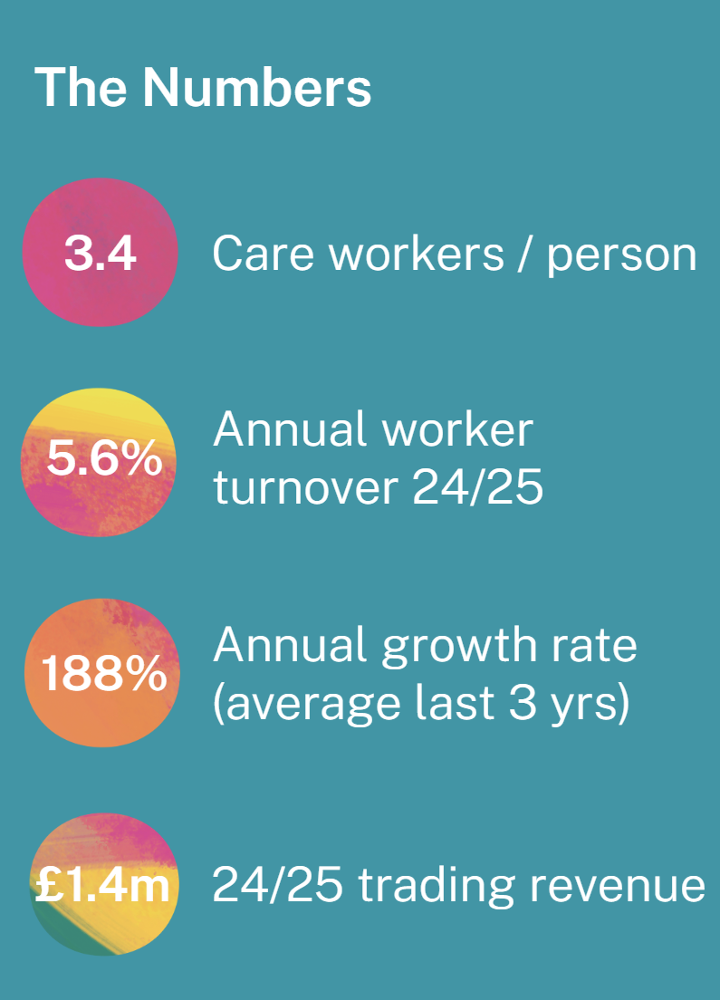 The Numbers
3.4
Care workers / person
5.6%
Annual worker
turnover 24/25
188%
Annual growth rate
(average last 3 yrs)
£1.4m
24/25 trading revenue